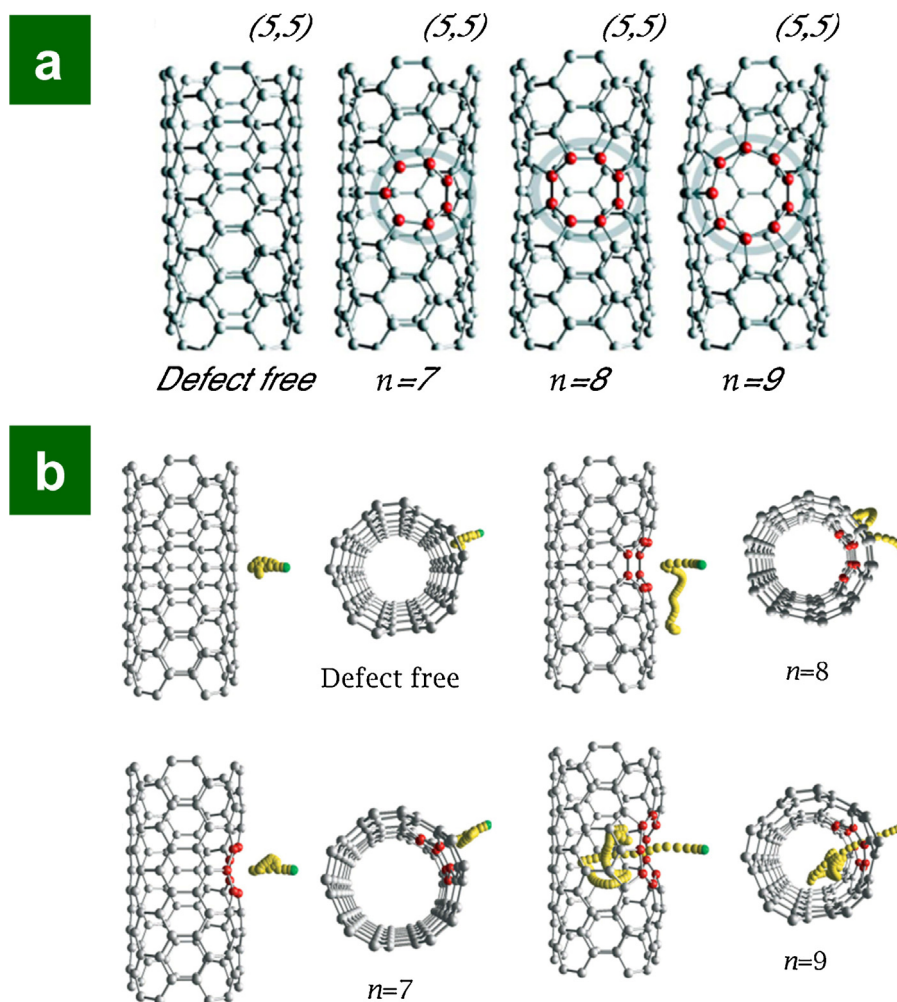 a
(5,5) (5,5) (5,5) (5,5)
Defect free n=7 n=8 n=9
b
Defect free
n=8
n=7
n=9